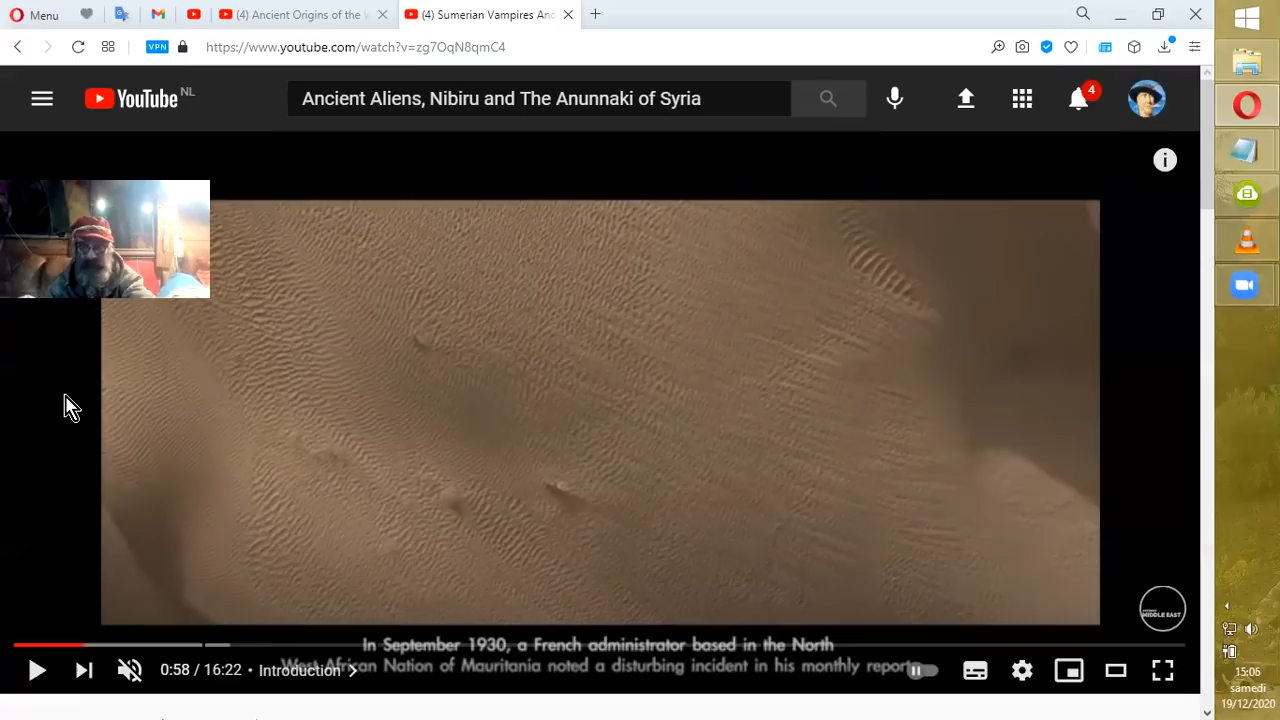 Menu
(4) Ancient Origins of the V
(4) Sumerian Vampires And
VPN
https://www.youtube.com/watch?v=zg7OqN8qmC4
YouTube NL
Ancient Aliens, Nibiru and The Anunnaki of Syria
4
MIDDLE EAST
In September 1930, a French administrator based in the North
West African Nation of Mauritania noted a disturbing incident in his monthly report
0:58 / 16:22 • Introduction
15:06
samedi
19/12/2020